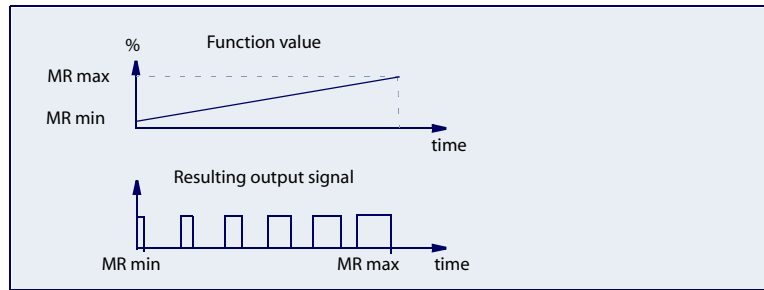 % Function value
MR max
MR min
time
Resulting output signal
MR min MR max time